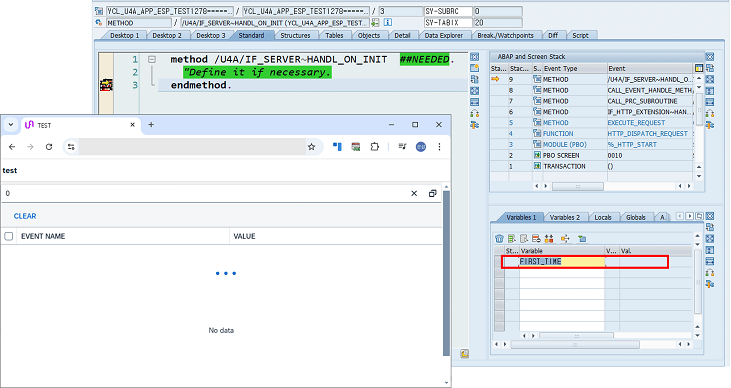 YCL_U4A_APP_ESP_TEST1278=====...
/ YCL_U4A_APP_ESP_TEST1278=====...
/ 3
SY-SUBRC
0
METHOD
/ /U4A/IF_SERVER~HANDL_ON_INIT (YCL_U4A_APP_ESP_TEST...
SY-TABIX
20
Desktop 1
Desktop 2
Desktop 3
Standard
Structures
Tables
Objects
Detail
Data Explorer
Break./Watchpoints
Diff
Script
1 method /U4A/IF_SERVER~HANDL_ON_INIT ##NEEDED.
2 "Define it if necessary.
3 endmethod.
ABAP and Screen Stack
Sta... Stac... S.. Event Type Event
9 METHOD /U4A/IF_SERVER~HANDL_O...
8 METHOD CALL_EVENT_HANDLE_METH...
7 METHOD CALL_PRC_SUBROUTINE
6 METHOD IF_HTTP_EXTENSION~HAN...
5 METHOD EXECUTE_REQUEST
4 FUNCTION HTTP_DISPATCH_REQUEST
3 MODULE (PBO) %_HTTP_START
2 PBO SCREEN 0010
1 TRANSACTION ()
Variables 1
Variables 2
Locals
Globals
A
St... Variable V... Val.
FIRST_TIME
TEST
test
0
CLEAR
EVENT NAME VALUE
No data